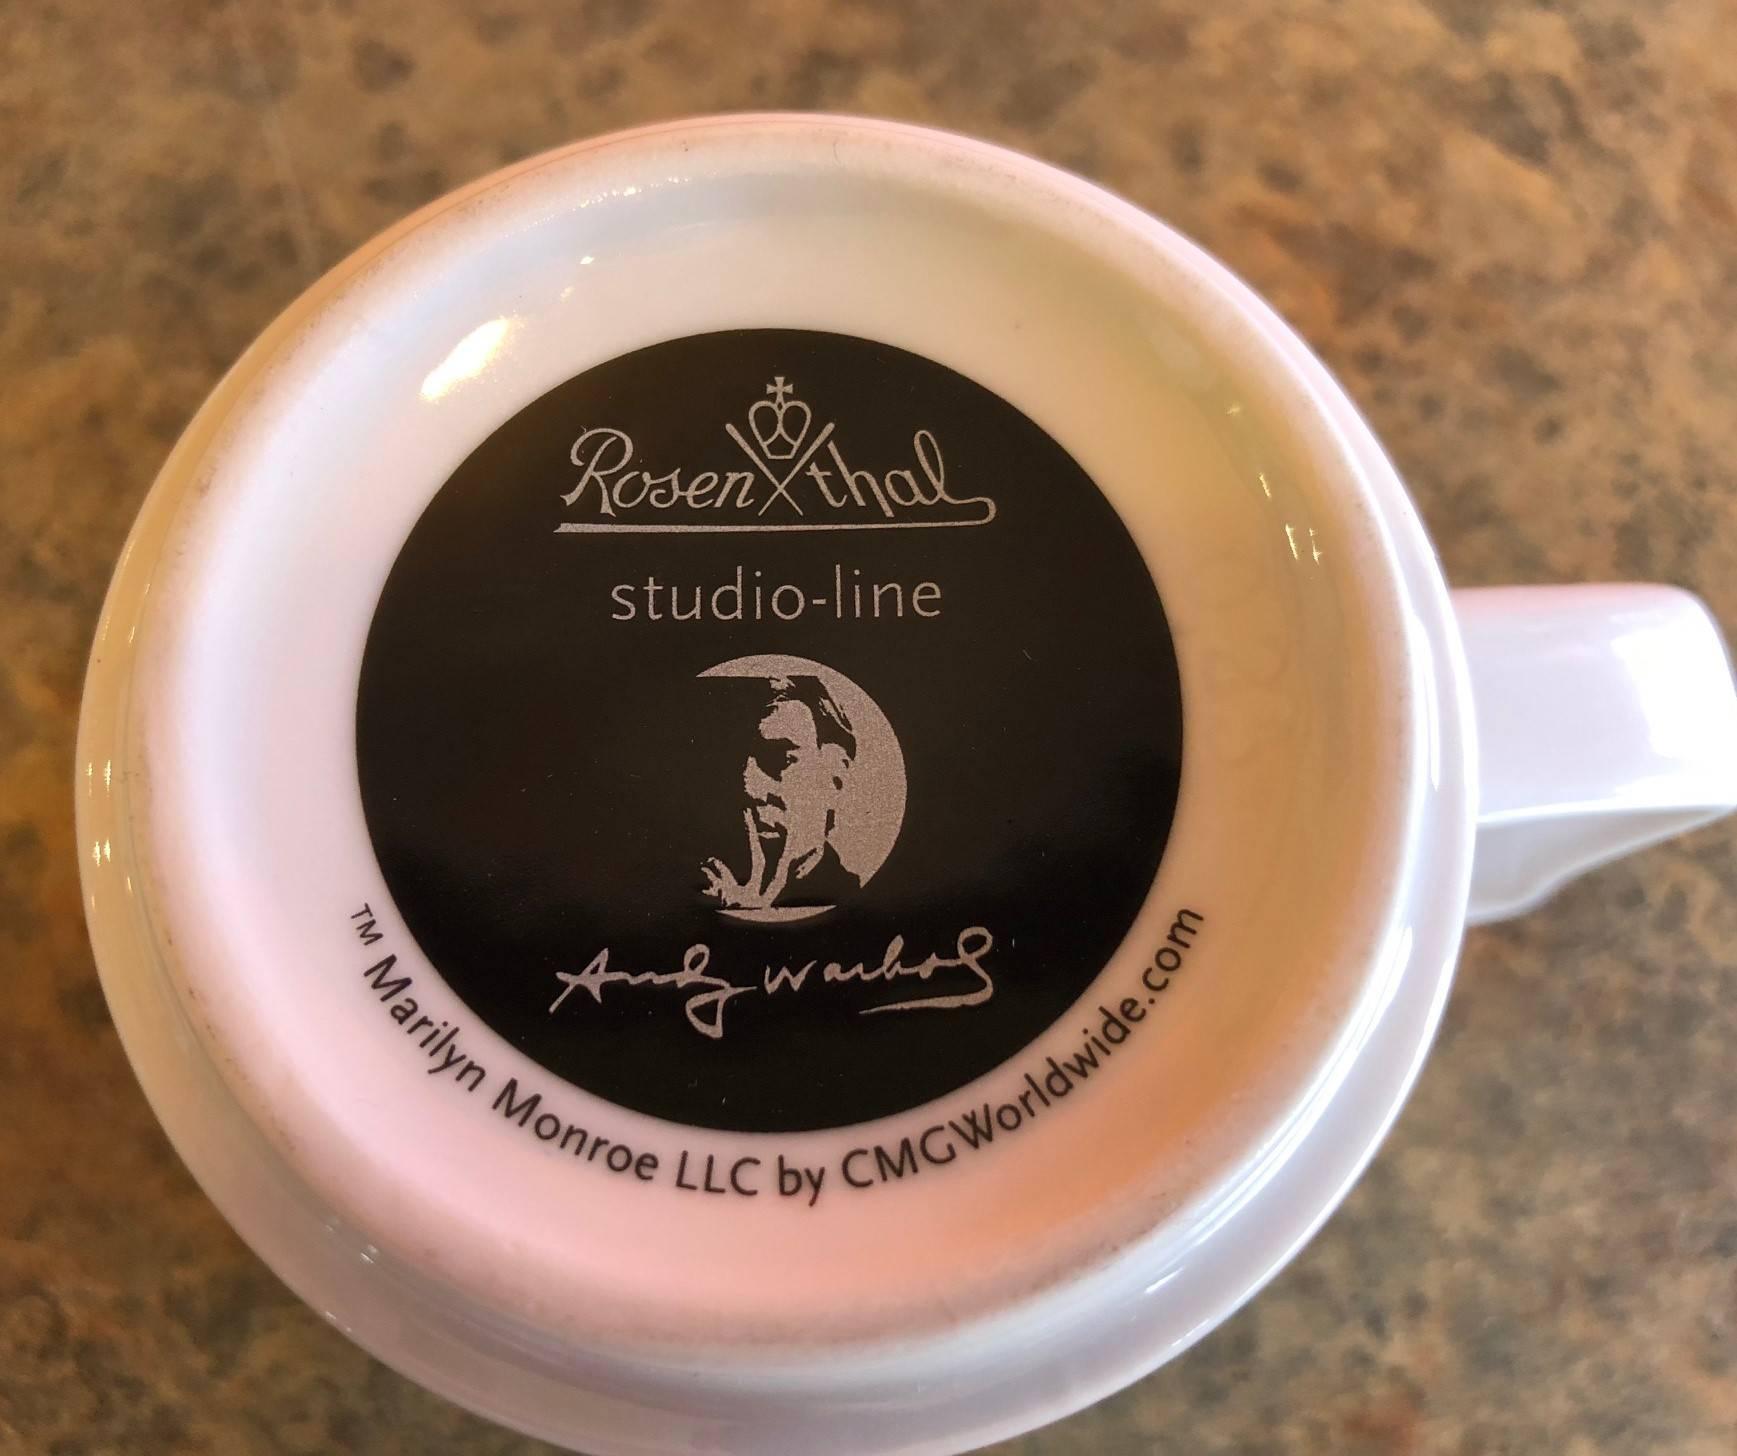 Rosenthal
studio-line
Andy Warhol
™ Marilyn Monroe LLC by CMGWorldwide.com